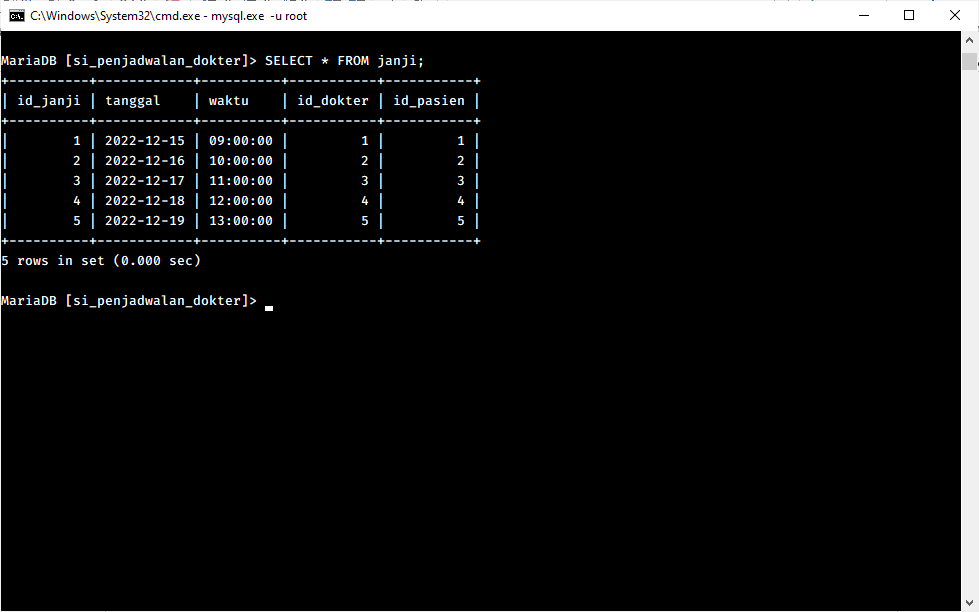 C:\Windows\System32\cmd.exe - mysql.exe -u root
MariaDB [si_penjadwalan_dokter]> SELECT * FROM janji;
+----------+------------+----------+-----------+-----------+
| id_janji | tanggal    | waktu    | id_dokter | id_pasien |
+----------+------------+----------+-----------+-----------+
|        1 | 2022-12-15 | 09:00:00 |         1 |         1 |
|        2 | 2022-12-16 | 10:00:00 |         2 |         2 |
|        3 | 2022-12-17 | 11:00:00 |         3 |         3 |
|        4 | 2022-12-18 | 12:00:00 |         4 |         4 |
|        5 | 2022-12-19 | 13:00:00 |         5 |         5 |
+----------+------------+----------+-----------+-----------+
5 rows in set (0.000 sec)
MariaDB [si_penjadwalan_dokter]> _